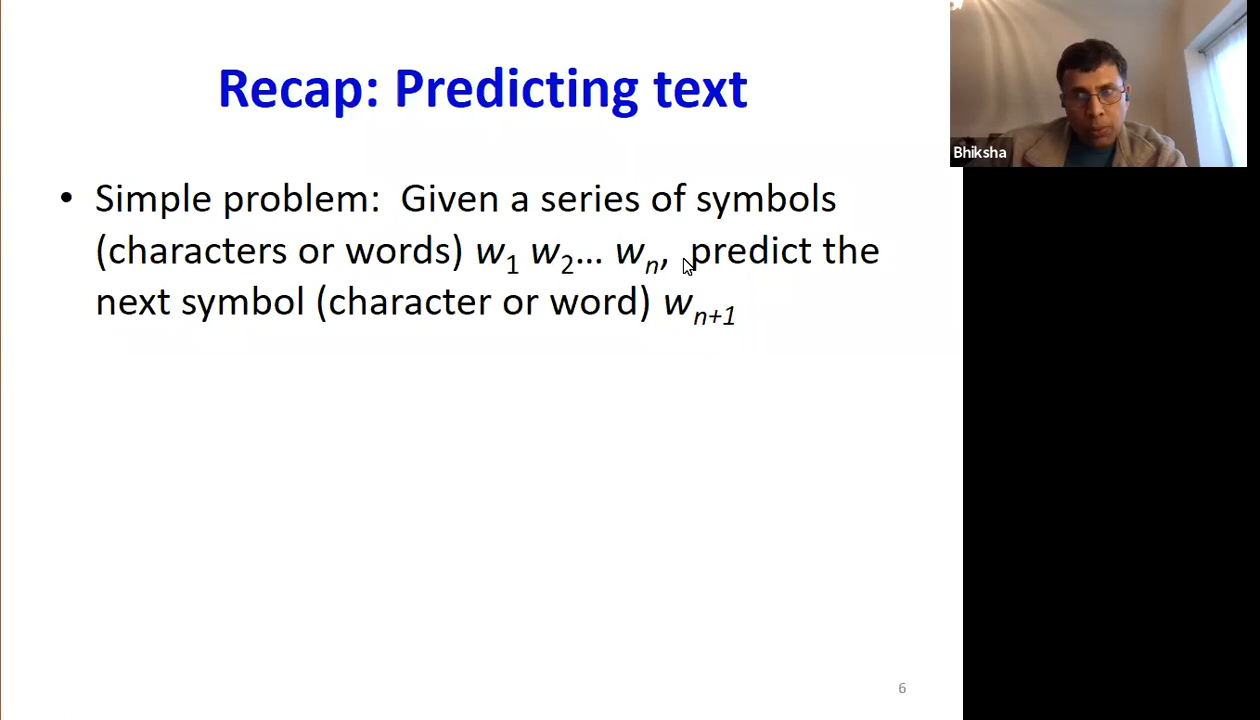 Recap: Predicting text
Bhiksha
• Simple problem: Given a series of symbols
(characters or words) w1 w2... wn, predict the
next symbol (character or word) wn+1
6